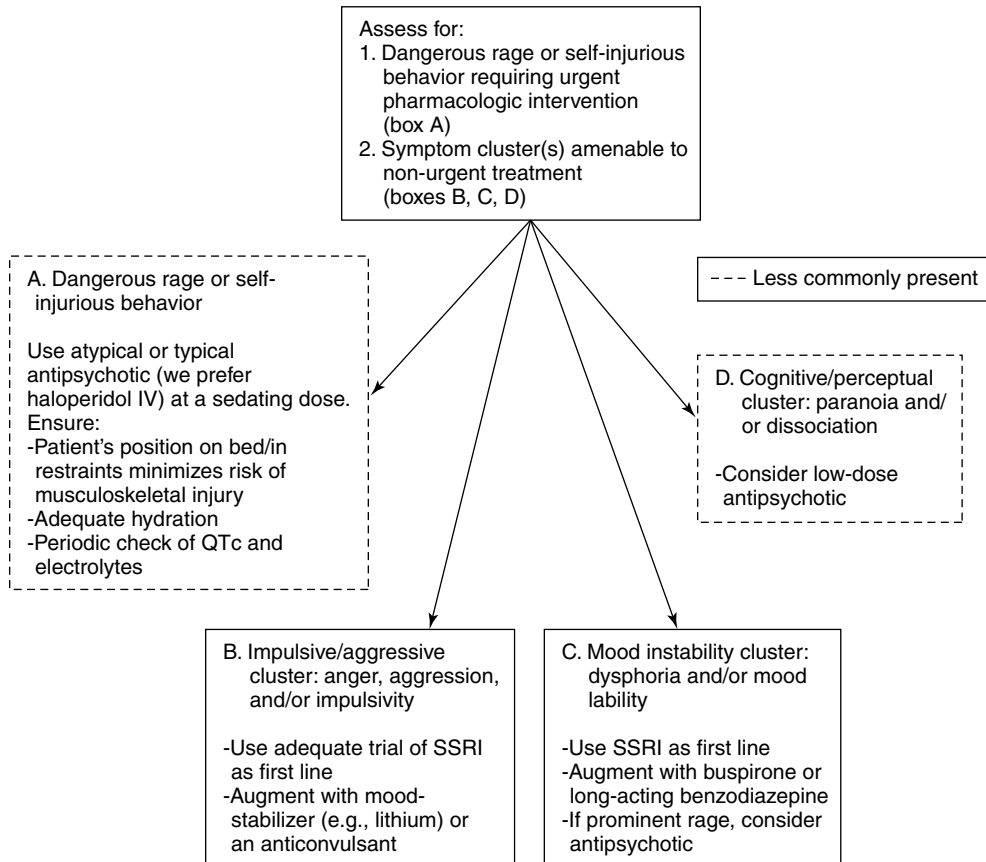 Assess for:
1. Dangerous rage or self-injurious
behavior requiring urgent
pharmacologic intervention
(box A)
2. Symptom cluster(s) amenable to
non-urgent treatment
(boxes B, C, D)
A. Dangerous rage or self-
injurious behavior
Use atypical or typical
antipsychotic (we prefer
haloperidol IV) at a sedating dose.
Ensure:
-Patient's position on bed/in
restraints minimizes risk of
musculoskeletal injury
-Adequate hydration
-Periodic check of QTc and
electrolytes
--- Less commonly present
D. Cognitive/perceptual
cluster: paranoia and/
or dissociation
-Consider low-dose
antipsychotic
B. Impulsive/aggressive
cluster: anger, aggression,
and/or impulsivity
-Use adequate trial of SSRI
as first line
-Augment with mood-
stabilizer (e.g., lithium) or
an anticonvulsant
C. Mood instability cluster:
dysphoria and/or mood
lability
-Use SSRI as first line
-Augment with buspirone or
long-acting benzodiazepine
-If prominent rage, consider
antipsychotic